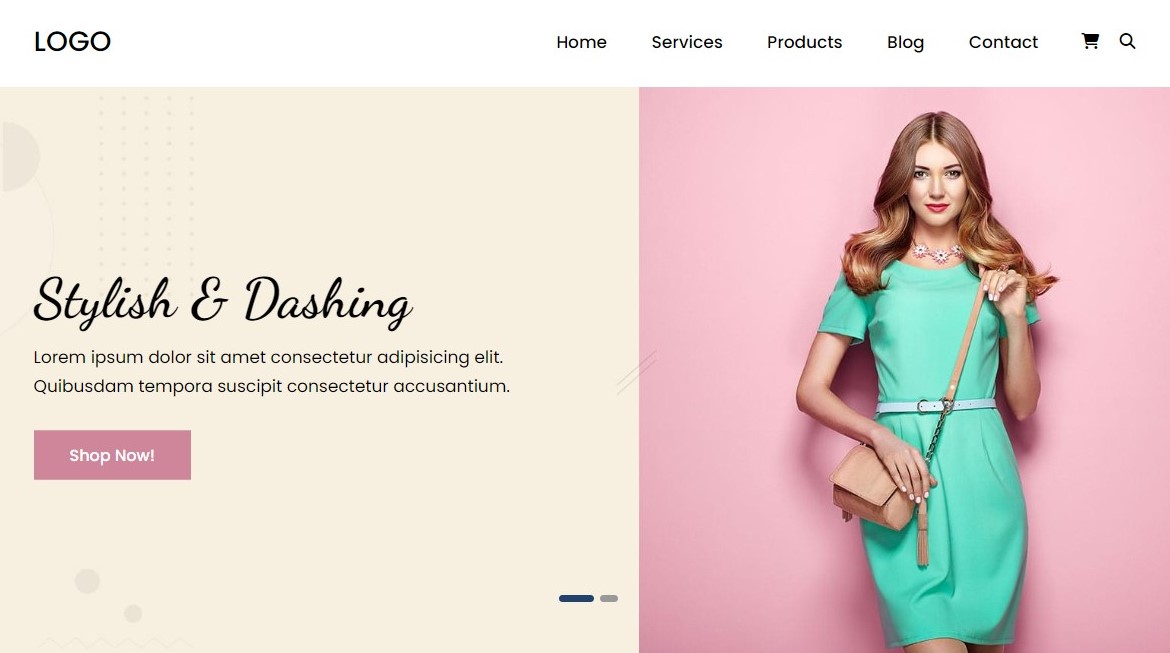 LOGO
Home Services Products Blog Contact
Stylish & Dashing
Lorem ipsum dolor sit amet consectetur adipisicing elit.
Quibusdam tempora suscipit consectetur accusantium.
Shop Now!